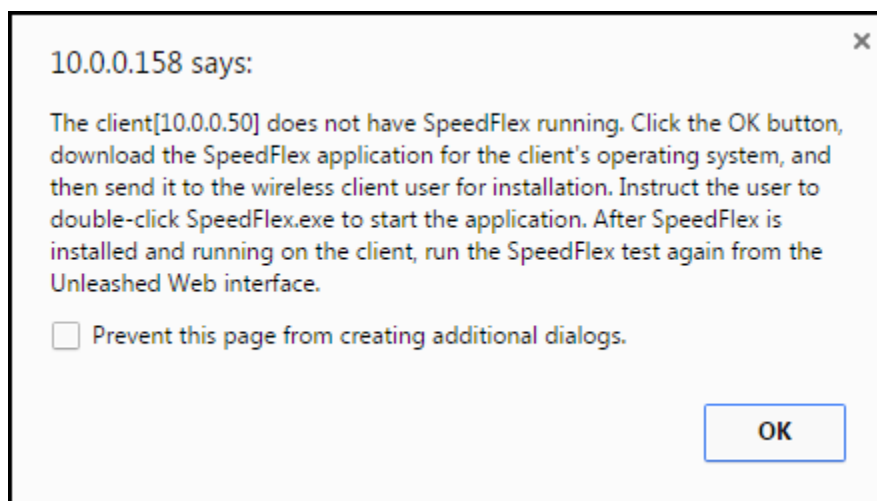 10.0.0.158 says:
The client[10.0.0.50] does not have SpeedFlex running. Click the OK button,
download the SpeedFlex application for the client's operating system, and
then send it to the wireless client user for installation. Instruct the user to
double-click SpeedFlex.exe to start the application. After SpeedFlex is
installed and running on the client, run the SpeedFlex test again from the
Unleashed Web interface.
Prevent this page from creating additional dialogs.
OK